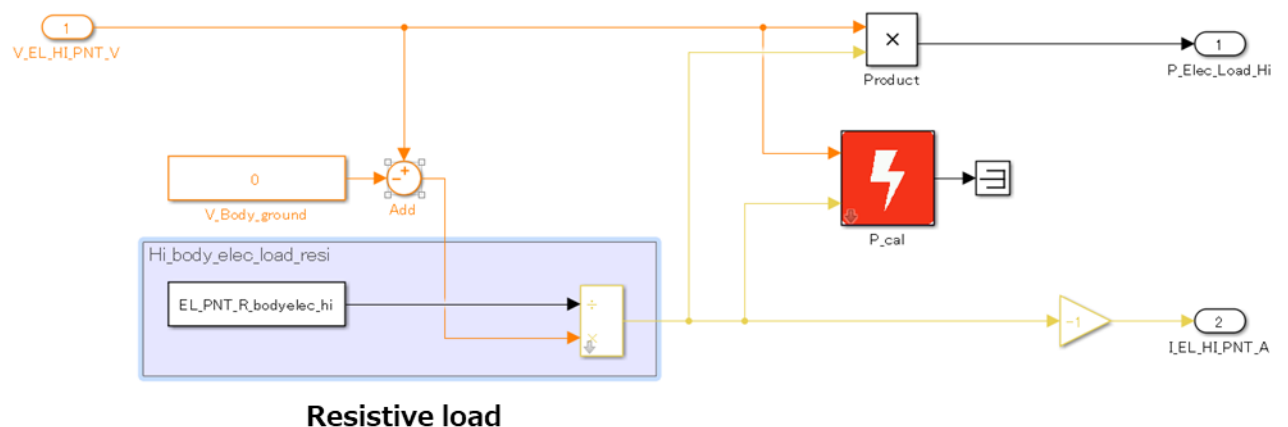 1
V_EL_HI_PNT_V
×
Product
1
P_Elec_Load_Hi
0
V_Body_ground
-+
Add
P_cal
Hi_body_elec_load_resi
EL_PNT_R_bodyelec_hi
÷
×
-1
2
I_EL_HI_PNT_A
Resistive load